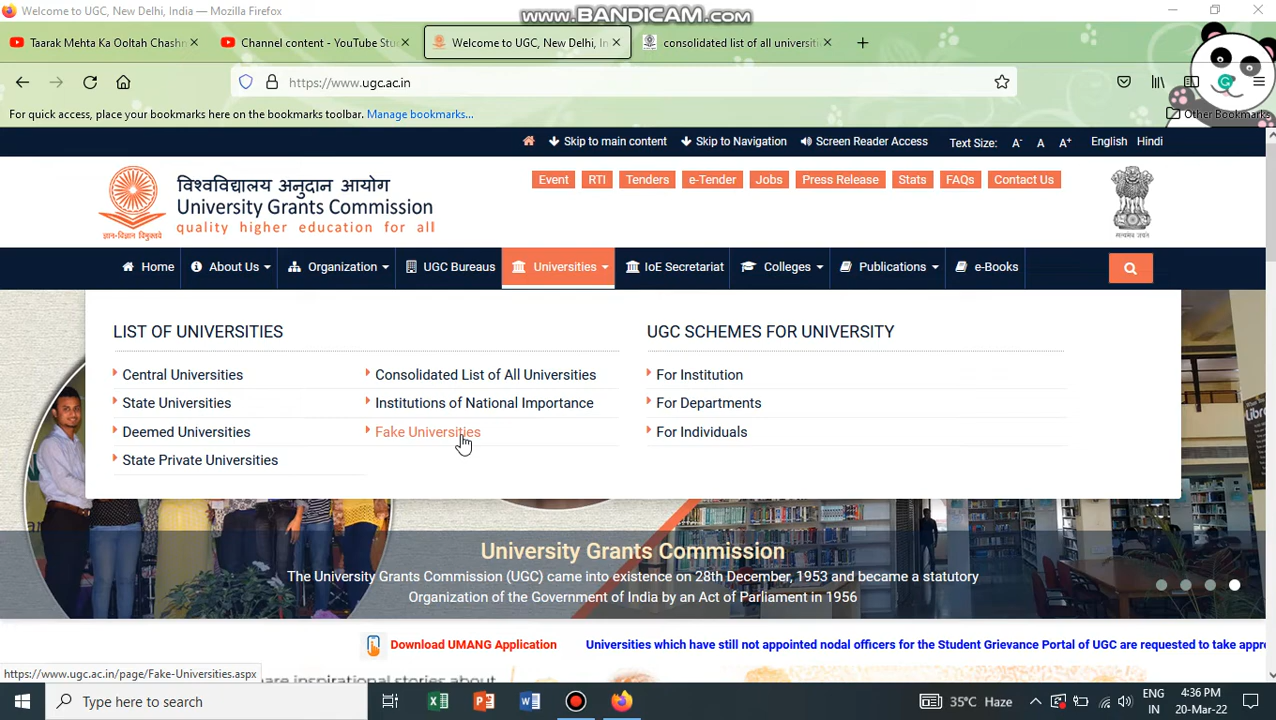 Welcome to UGC, New Delhi, India — Mozilla Firefox
www.BANDICAM.com
Taarak Mehta Ka Ooltah Chashm
Channel content - YouTube Stu
Welcome to UGC, New Delhi, In
consolidated list of all universiti
https://www.ugc.ac.in
For quick access, place your bookmarks here on the bookmarks toolbar. Manage bookmarks...
Other Bookmarks
Skip to main content
Skip to Navigation
Screen Reader Access
Text Size: A- A A+
English Hindi
विश्वविद्यालय अनुदान आयोग
University Grants Commission
quality higher education for all
ज्ञान-विज्ञान विमुक्तये
Event RTI Tenders e-Tender Jobs Press Release Stats FAQs Contact Us
Home About Us Organization UGC Bureaus Universities IoE Secretariat Colleges Publications e-Books
LIST OF UNIVERSITIES
Central Universities
State Universities
Deemed Universities
State Private Universities
Consolidated List of All Universities
Institutions of National Importance
Fake Universities
UGC SCHEMES FOR UNIVERSITY
For Institution
For Departments
For Individuals
University Grants Commission
The University Grants Commission (UGC) came into existence on 28th December, 1953 and became a statutory
Organization of the Government of India by an Act of Parliament in 1956
Download UMANG Application
Universities which have still not appointed nodal officers for the Student Grievance Portal of UGC are requested to take appro
https://www.ugc.ac.in/page/Fake-Universities.aspx
are inspirational stories about
Type here to search
35°C Haze
ENG
IN
4:36 PM
20-Mar-22